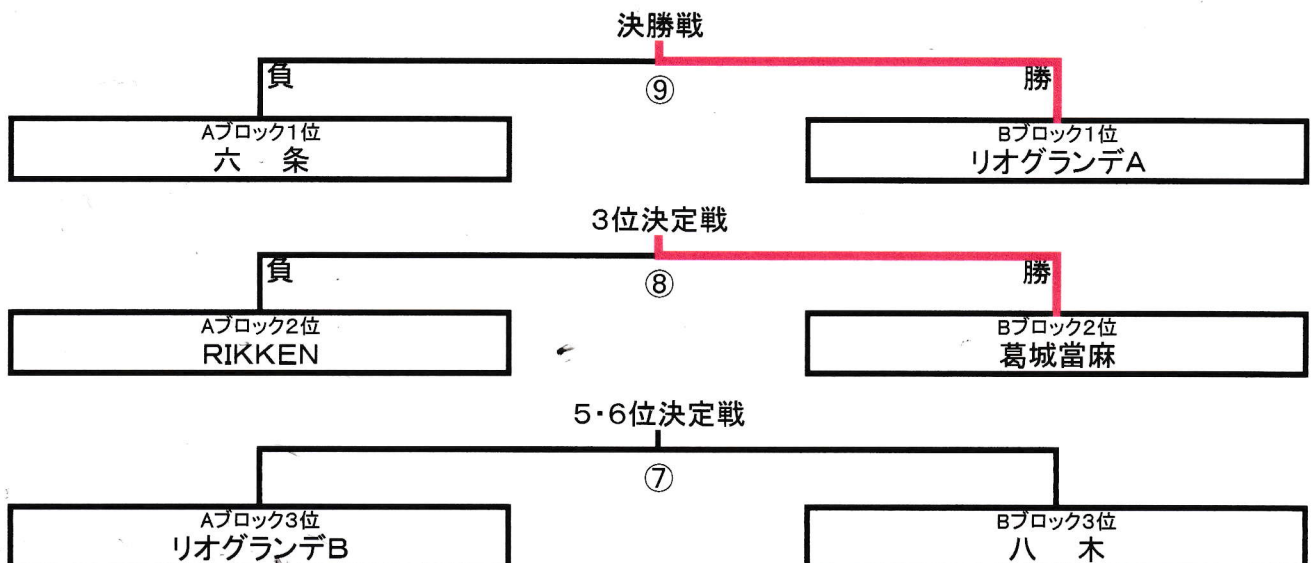 決勝戦
負 勝
⑨
Aブロック1位 Bブロック1位
六 条 リオグランデA
3位決定戦
負 勝
⑧
Aブロック2位 Bブロック2位
RIKKEN 葛城當麻
5・6位決定戦
⑦
Aブロック3位 Bブロック3位
リオグランデB 八 木